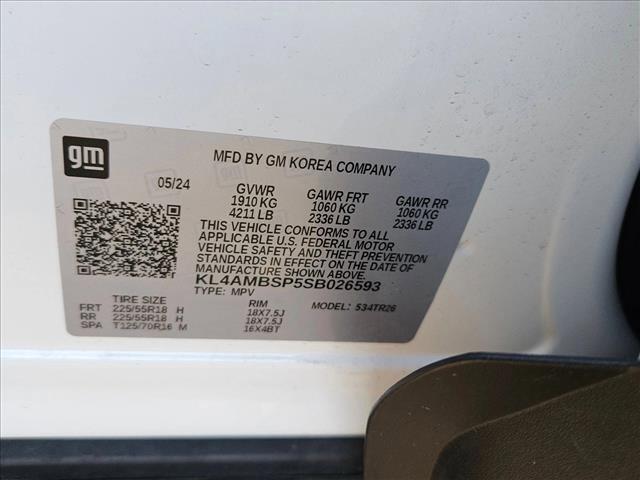 gm
MFD BY GM KOREA COMPANY
05/24 GVWR GAWR FRT GAWR RR
1910 KG 1060 KG 1060 KG
4211 LB 2336 LB 2336 LB
THIS VEHICLE CONFORMS TO ALL
APPLICABLE U.S. FEDERAL MOTOR
VEHICLE SAFETY AND THEFT PREVENTION
STANDARDS IN EFFECT ON THE DATE OF
MANUFACTURE SHOWN ABOVE.
KL4AMBSP5SB026593
TYPE: MPV MODEL: 534TR26
TIRE SIZE RIM
FRT 225/55R18 H 18X7.5J
RR 225/55R18 H 18X7.5J
SPA T125/70R16 M 16X4BT